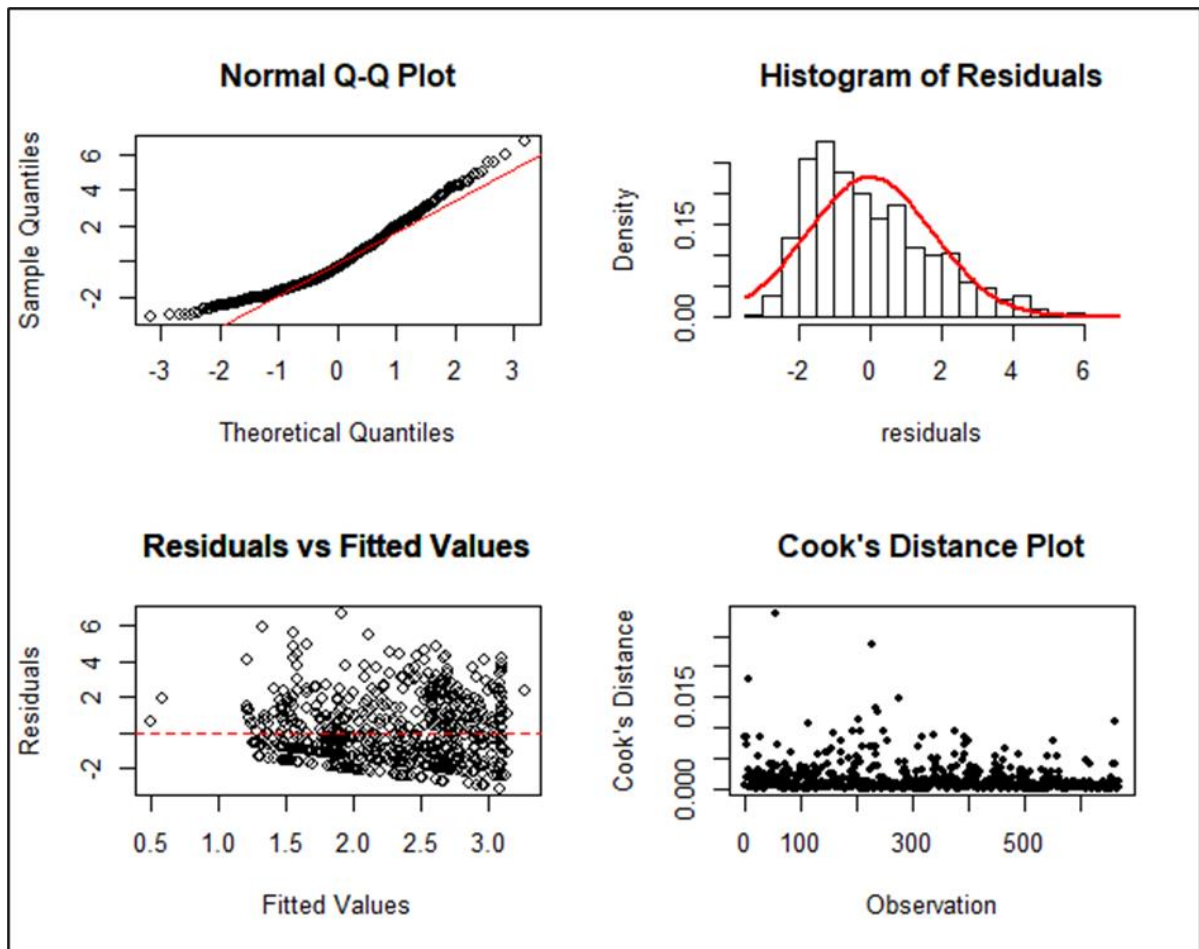 Normal Q-Q Plot
Sample Quantiles
-2 2 4 6
-3 -2 -1 0 1 2 3
Theoretical Quantiles
Histogram of Residuals
Density
0.00 0.15
-2 0 2 4 6
residuals
Residuals vs Fitted Values
Residuals
-2 2 4 6
0.5 1.0 1.5 2.0 2.5 3.0
Fitted Values
Cook's Distance Plot
Cook's Distance
0.000 0.015
0 100 300 500
Observation